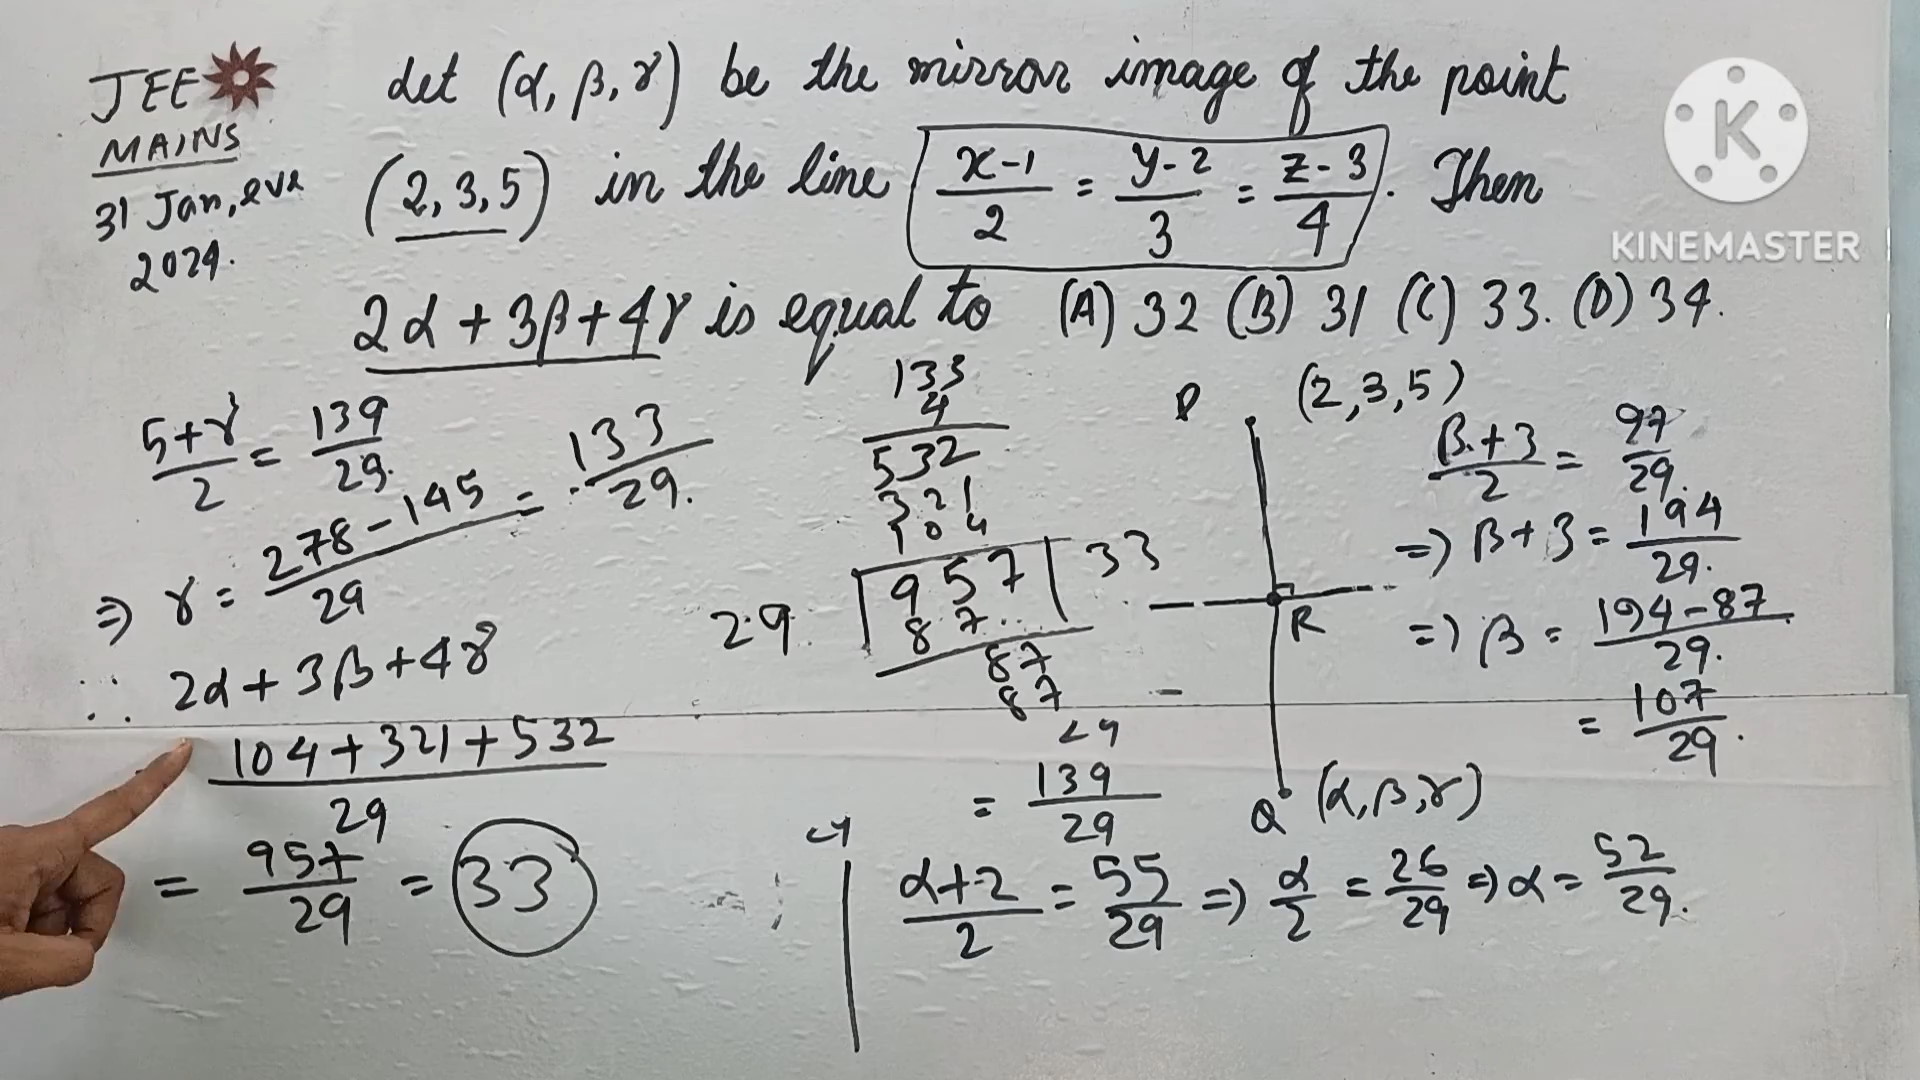 JEE MAINS
31 Jan, eve
2024.
Let (α, β, γ) be the mirror image of the point
(2,3,5) in the line x-1/2 = y-2/3 = z-3/4. Then
2α+3β+4γ is equal to (A) 32 (B) 31 (C) 33. (D) 34.
5+γ/2 = 139/29.
⇒ γ = 278-145/29 = 133/29.
∴ 2α+3β+4γ
104+321+532/29
= 957/29 = 33
133
4
532
321
104
29 957 33
87
87
87
29
= 139/29
P (2,3,5)
R
Q (α,β,γ)
β+3/2 = 97/29.
⇒ β+3 = 194/29.
⇒ β = 194-87/29.
= 107/29.
α+2/2 = 55/29 ⇒ α/2 = 26/29 ⇒ α = 52/29.
K
KINEMASTER